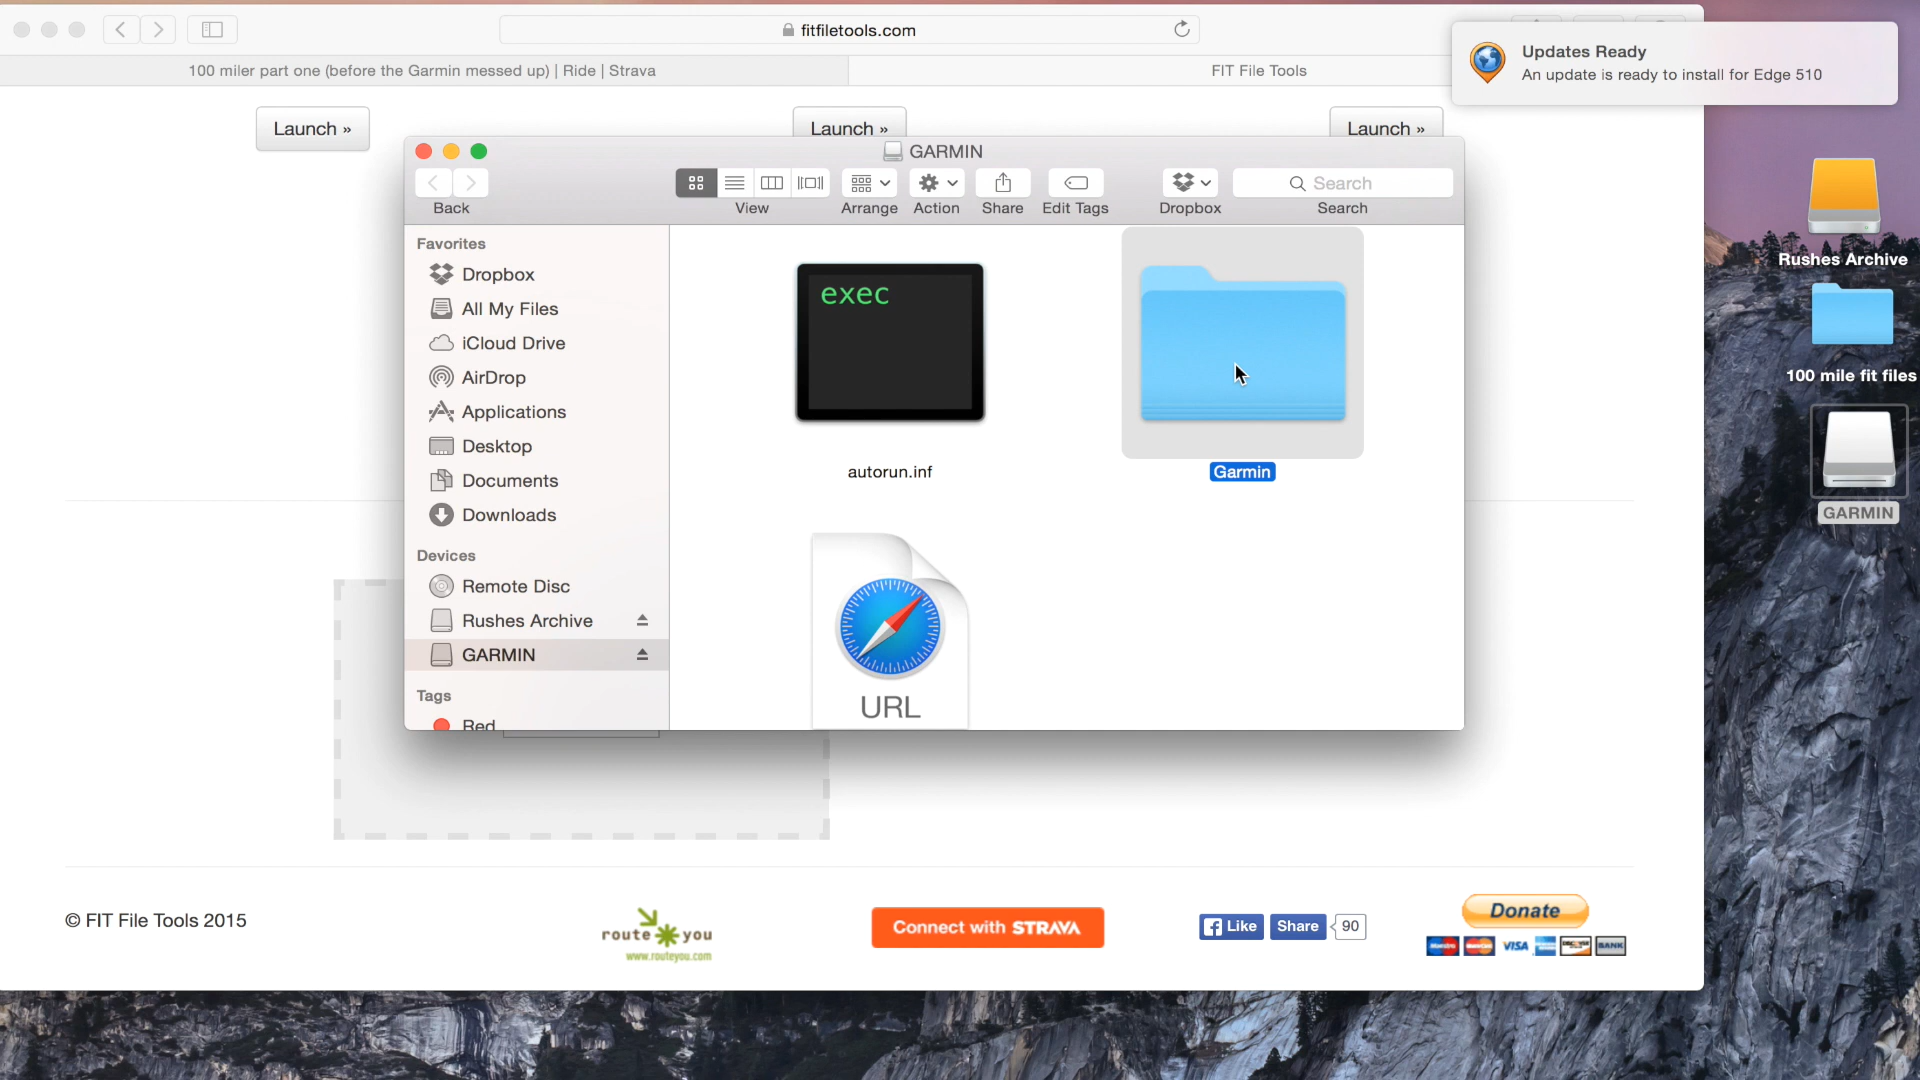 fitfiletools.com
100 miler part one (before the Garmin messed up) | Ride | Strava
FIT File Tools
Updates Ready
An update is ready to install for Edge 510
Launch »
Launch »
Launch »
GARMIN
Back
View
Arrange
Action
Share
Edit Tags
Dropbox
Search
Search
Favorites
Dropbox
All My Files
iCloud Drive
AirDrop
Applications
Desktop
Documents
Downloads
Devices
Remote Disc
Rushes Archive
GARMIN
Tags
Red
exec
autorun.inf
Garmin
URL
Rushes Archive
100 mile fit files
GARMIN
© FIT File Tools 2015
route you
www.routeyou.com
Connect with STRAVA
Like
Share
90
Donate
VISA
BANK